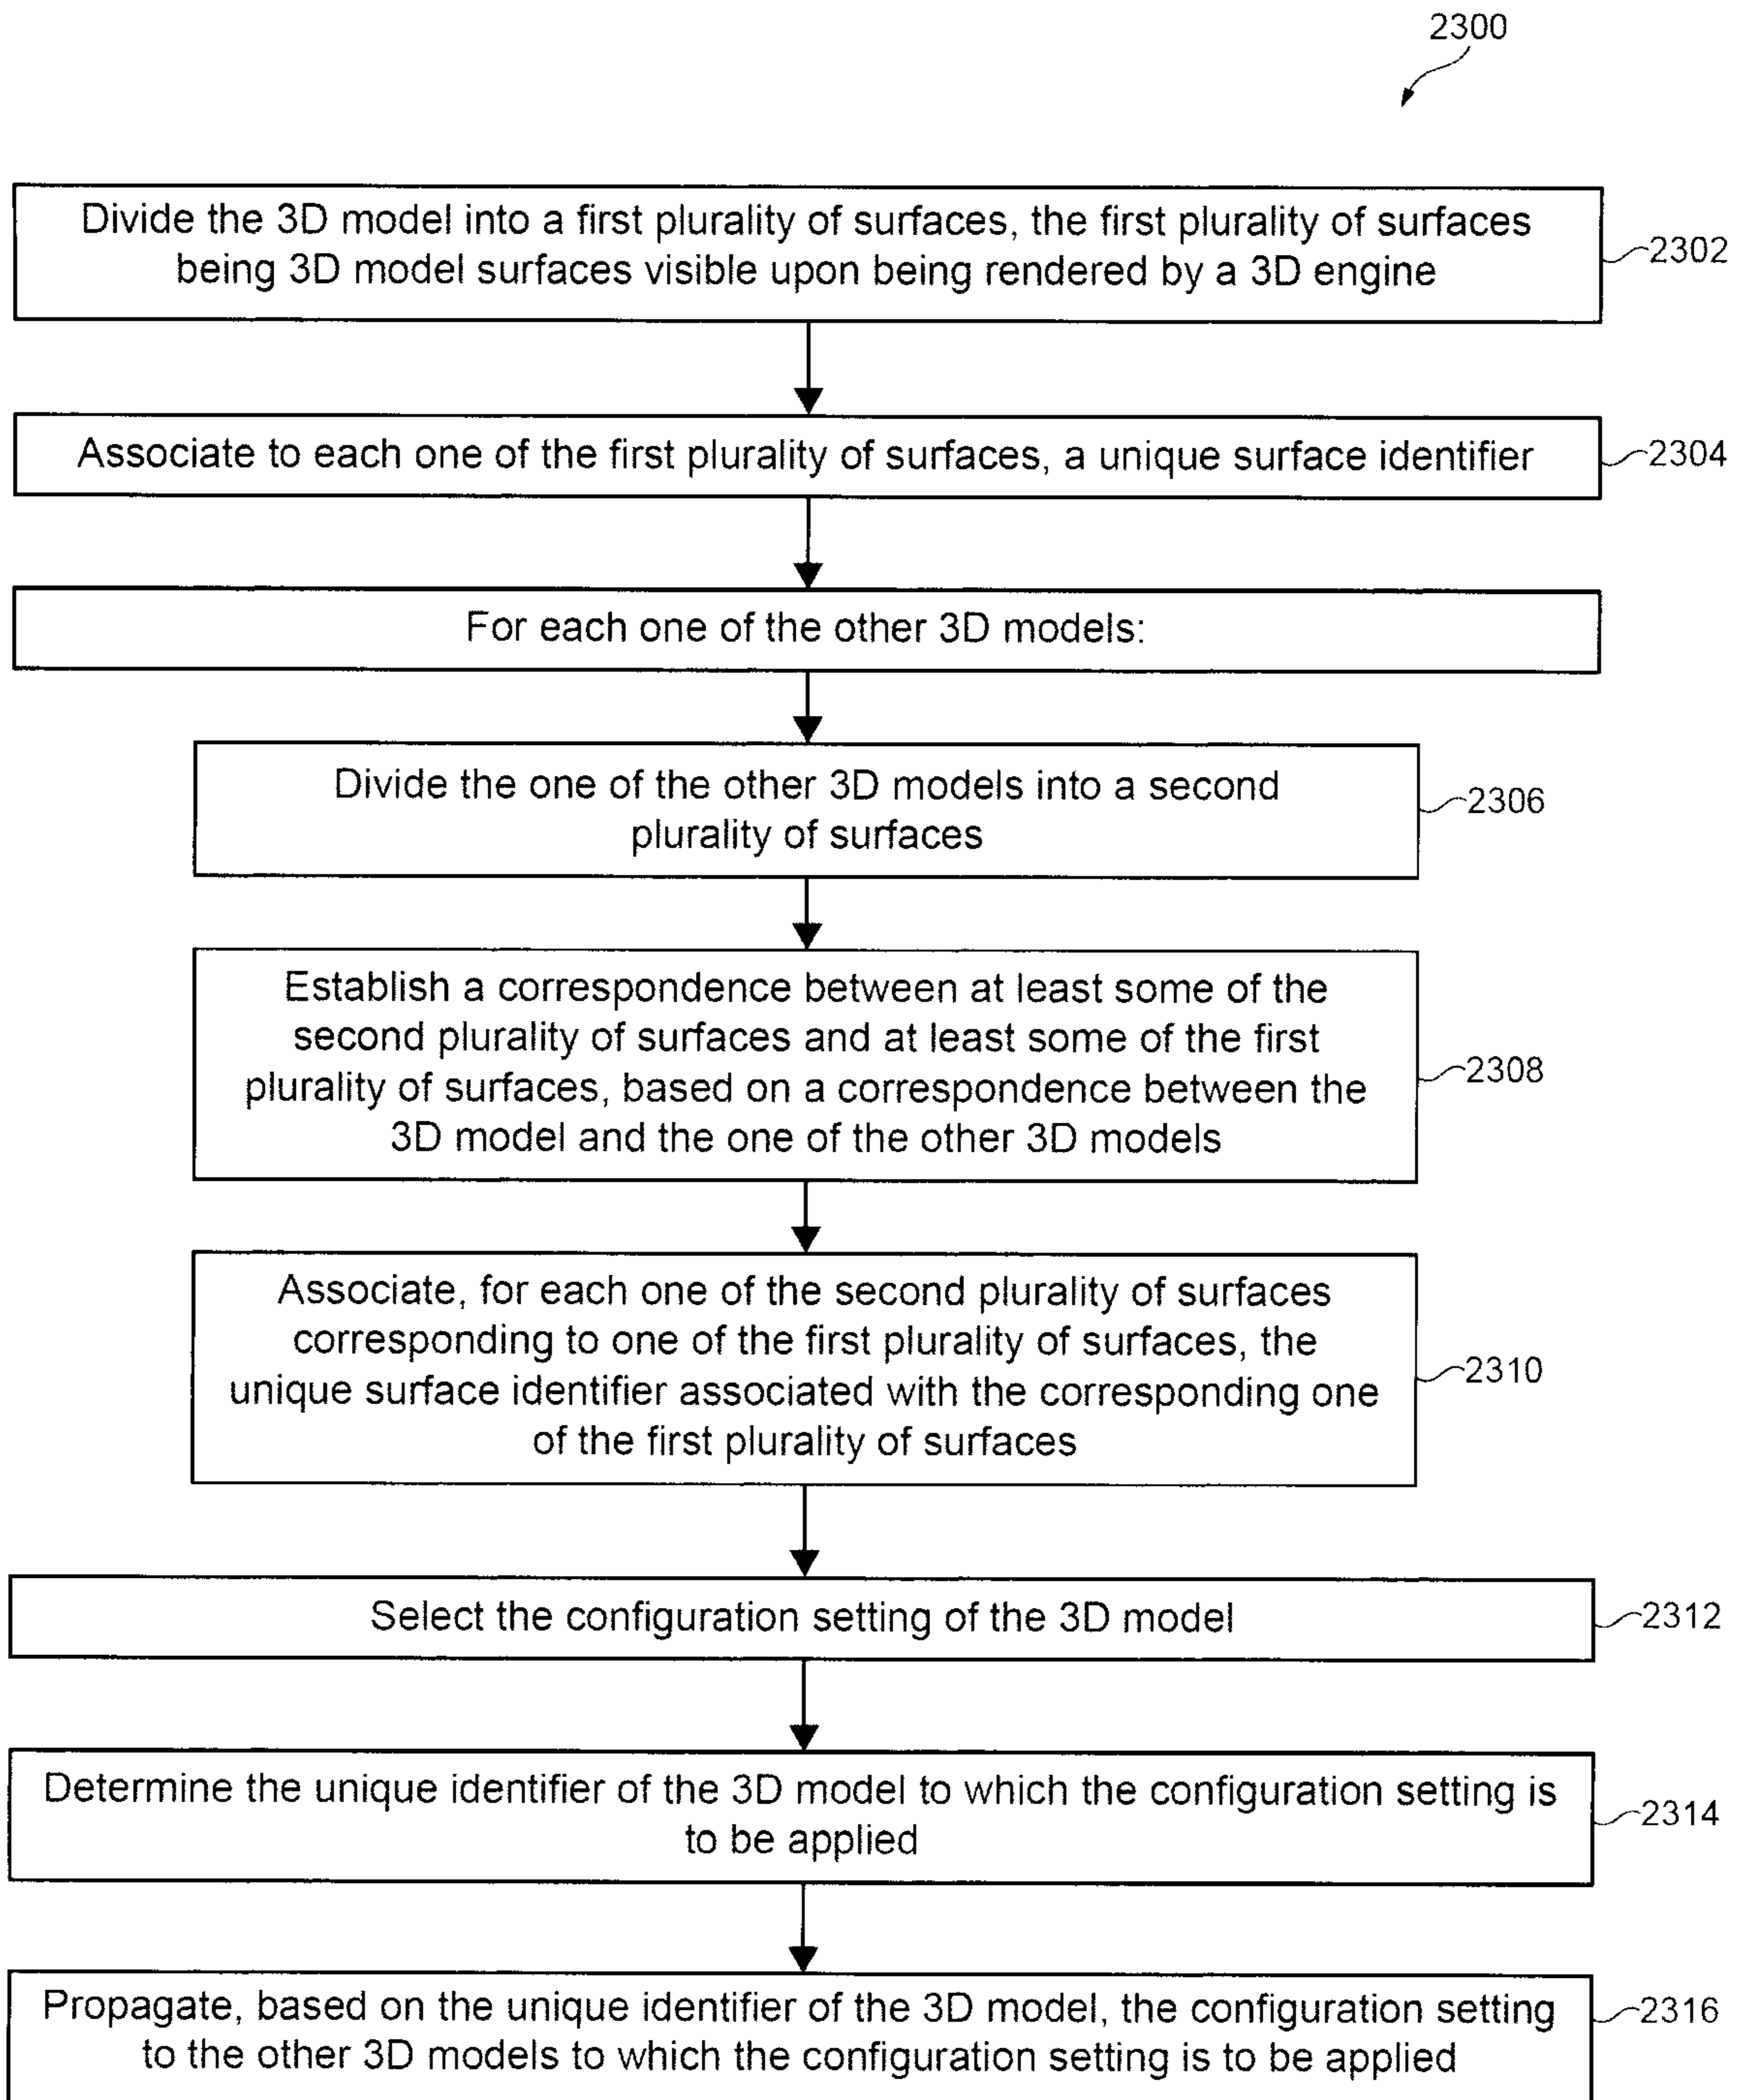 2300
Divide the 3D model into a first plurality of surfaces, the first plurality of surfaces
being 3D model surfaces visible upon being rendered by a 3D engine
2302
Associate to each one of the first plurality of surfaces, a unique surface identifier
2304
For each one of the other 3D models:
Divide the one of the other 3D models into a second
plurality of surfaces
2306
Establish a correspondence between at least some of the
second plurality of surfaces and at least some of the first
plurality of surfaces, based on a correspondence between the
3D model and the one of the other 3D models
2308
Associate, for each one of the second plurality of surfaces
corresponding to one of the first plurality of surfaces, the
unique surface identifier associated with the corresponding one
of the first plurality of surfaces
2310
Select the configuration setting of the 3D model
2312
Determine the unique identifier of the 3D model to which the configuration setting is
to be applied
2314
Propagate, based on the unique identifier of the 3D model, the configuration setting
to the other 3D models to which the configuration setting is to be applied
2316